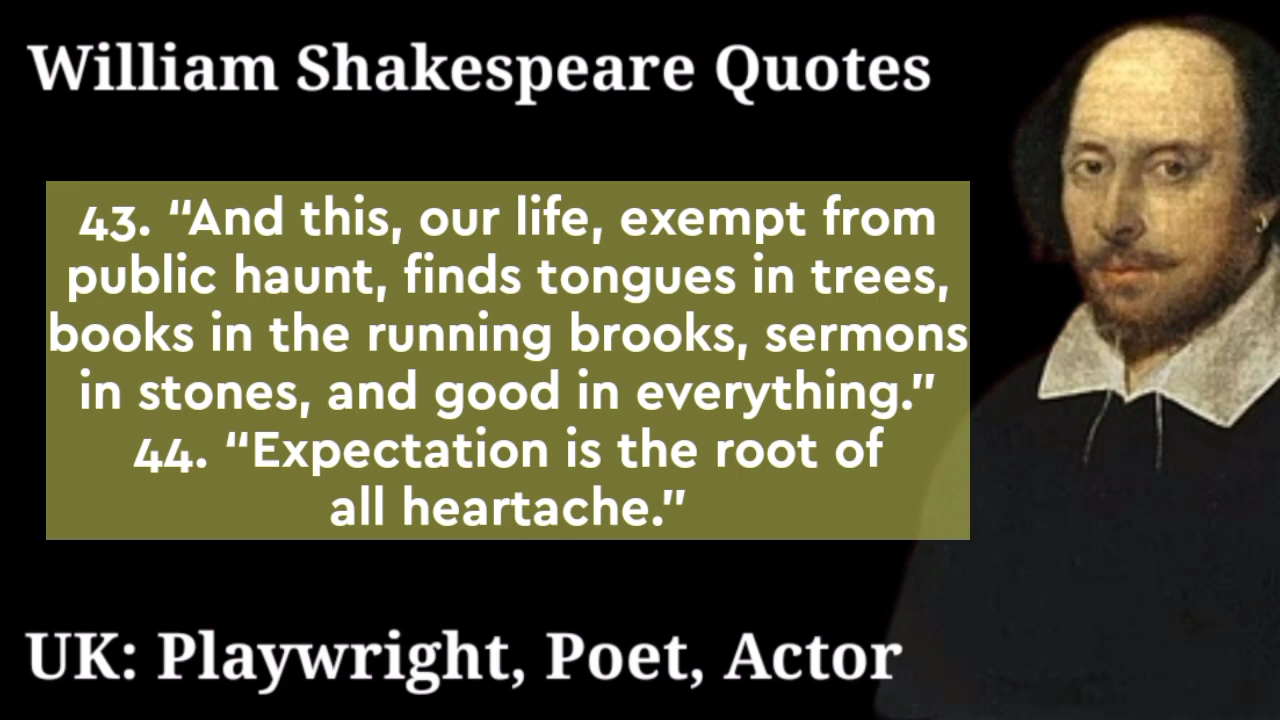 William Shakespeare Quotes
43. “And this, our life, exempt from
public haunt, finds tongues in trees,
books in the running brooks, sermons
in stones, and good in everything.”
44. “Expectation is the root of
all heartache.”
UK: Playwright, Poet, Actor